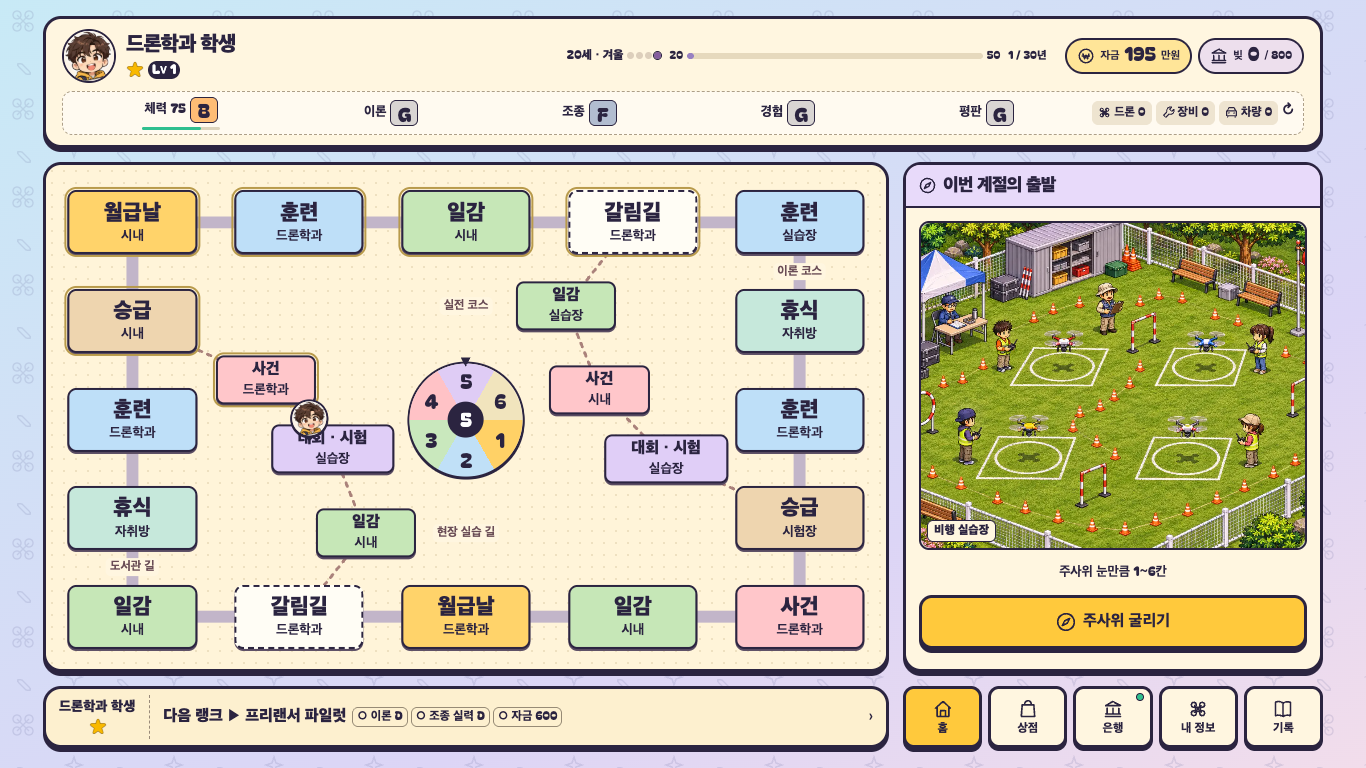 드론학과 학생
Lv 1
20세 · 겨울 20 50 1 / 30년
자금 195 만원
빚 0 / 800
체력 75 B
이론 G
조종 F
경험 G
평판 G
드론 0
장비 0
차량 0
월급날
시내
훈련
드론학과
일감
시내
갈림길
드론학과
훈련
실습장
이론 코스
승급
시내
실전 코스
일감
실습장
휴식
자취방
사건
드론학과
사건
시내
훈련
드론학과
5
6
1
2
3
4
5
대회 · 시험
실습장
대회 · 시험
실습장
훈련
드론학과
휴식
자취방
일감
시내
현장 실습 길
승급
시험장
도서관 길
일감
시내
갈림길
드론학과
월급날
드론학과
일감
시내
사건
드론학과
이번 계절의 출발
비행 실습장
주사위 눈만큼 1~6칸
주사위 굴리기
드론학과 학생
다음 랭크 ▶ 프리랜서 파일럿 이론 D 조종 실력 D 자금 600 ›
홈
상점
은행
내 정보
기록